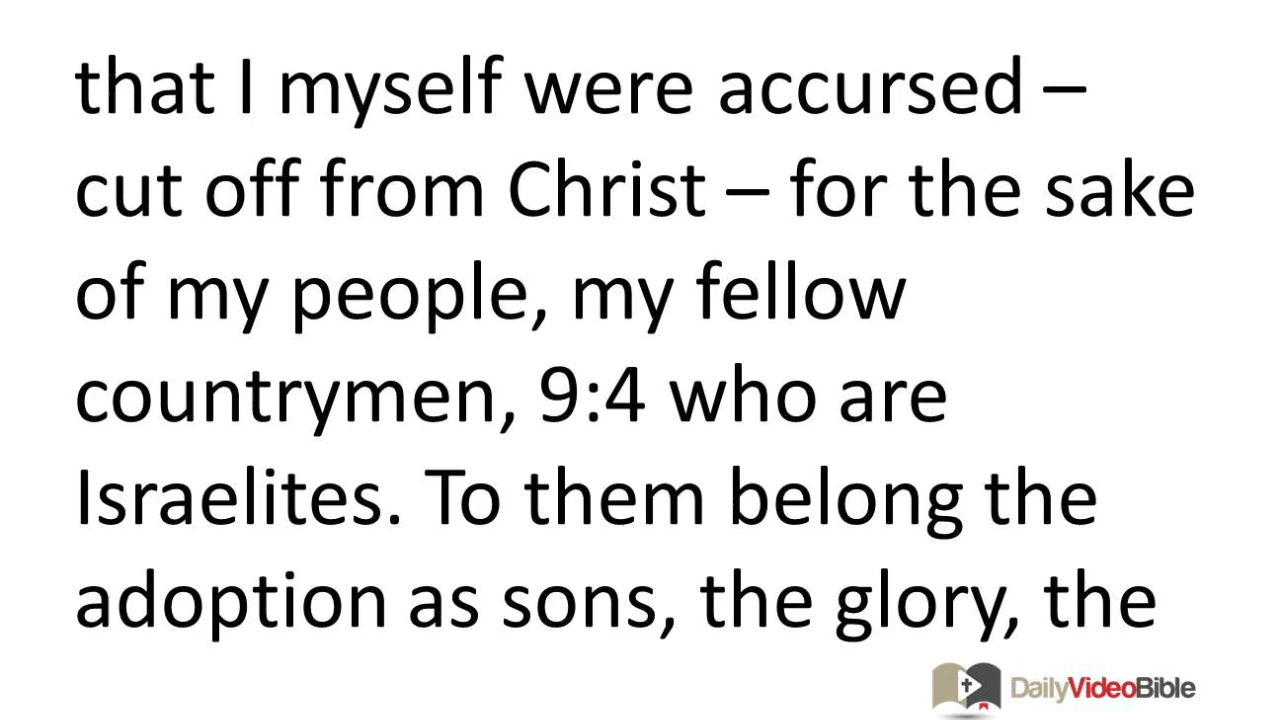 that I myself were accursed –
cut off from Christ – for the sake
of my people, my fellow
countrymen, 9:4 who are
Israelites. To them belong the
adoption as sons, the glory, the
DailyVideoBible